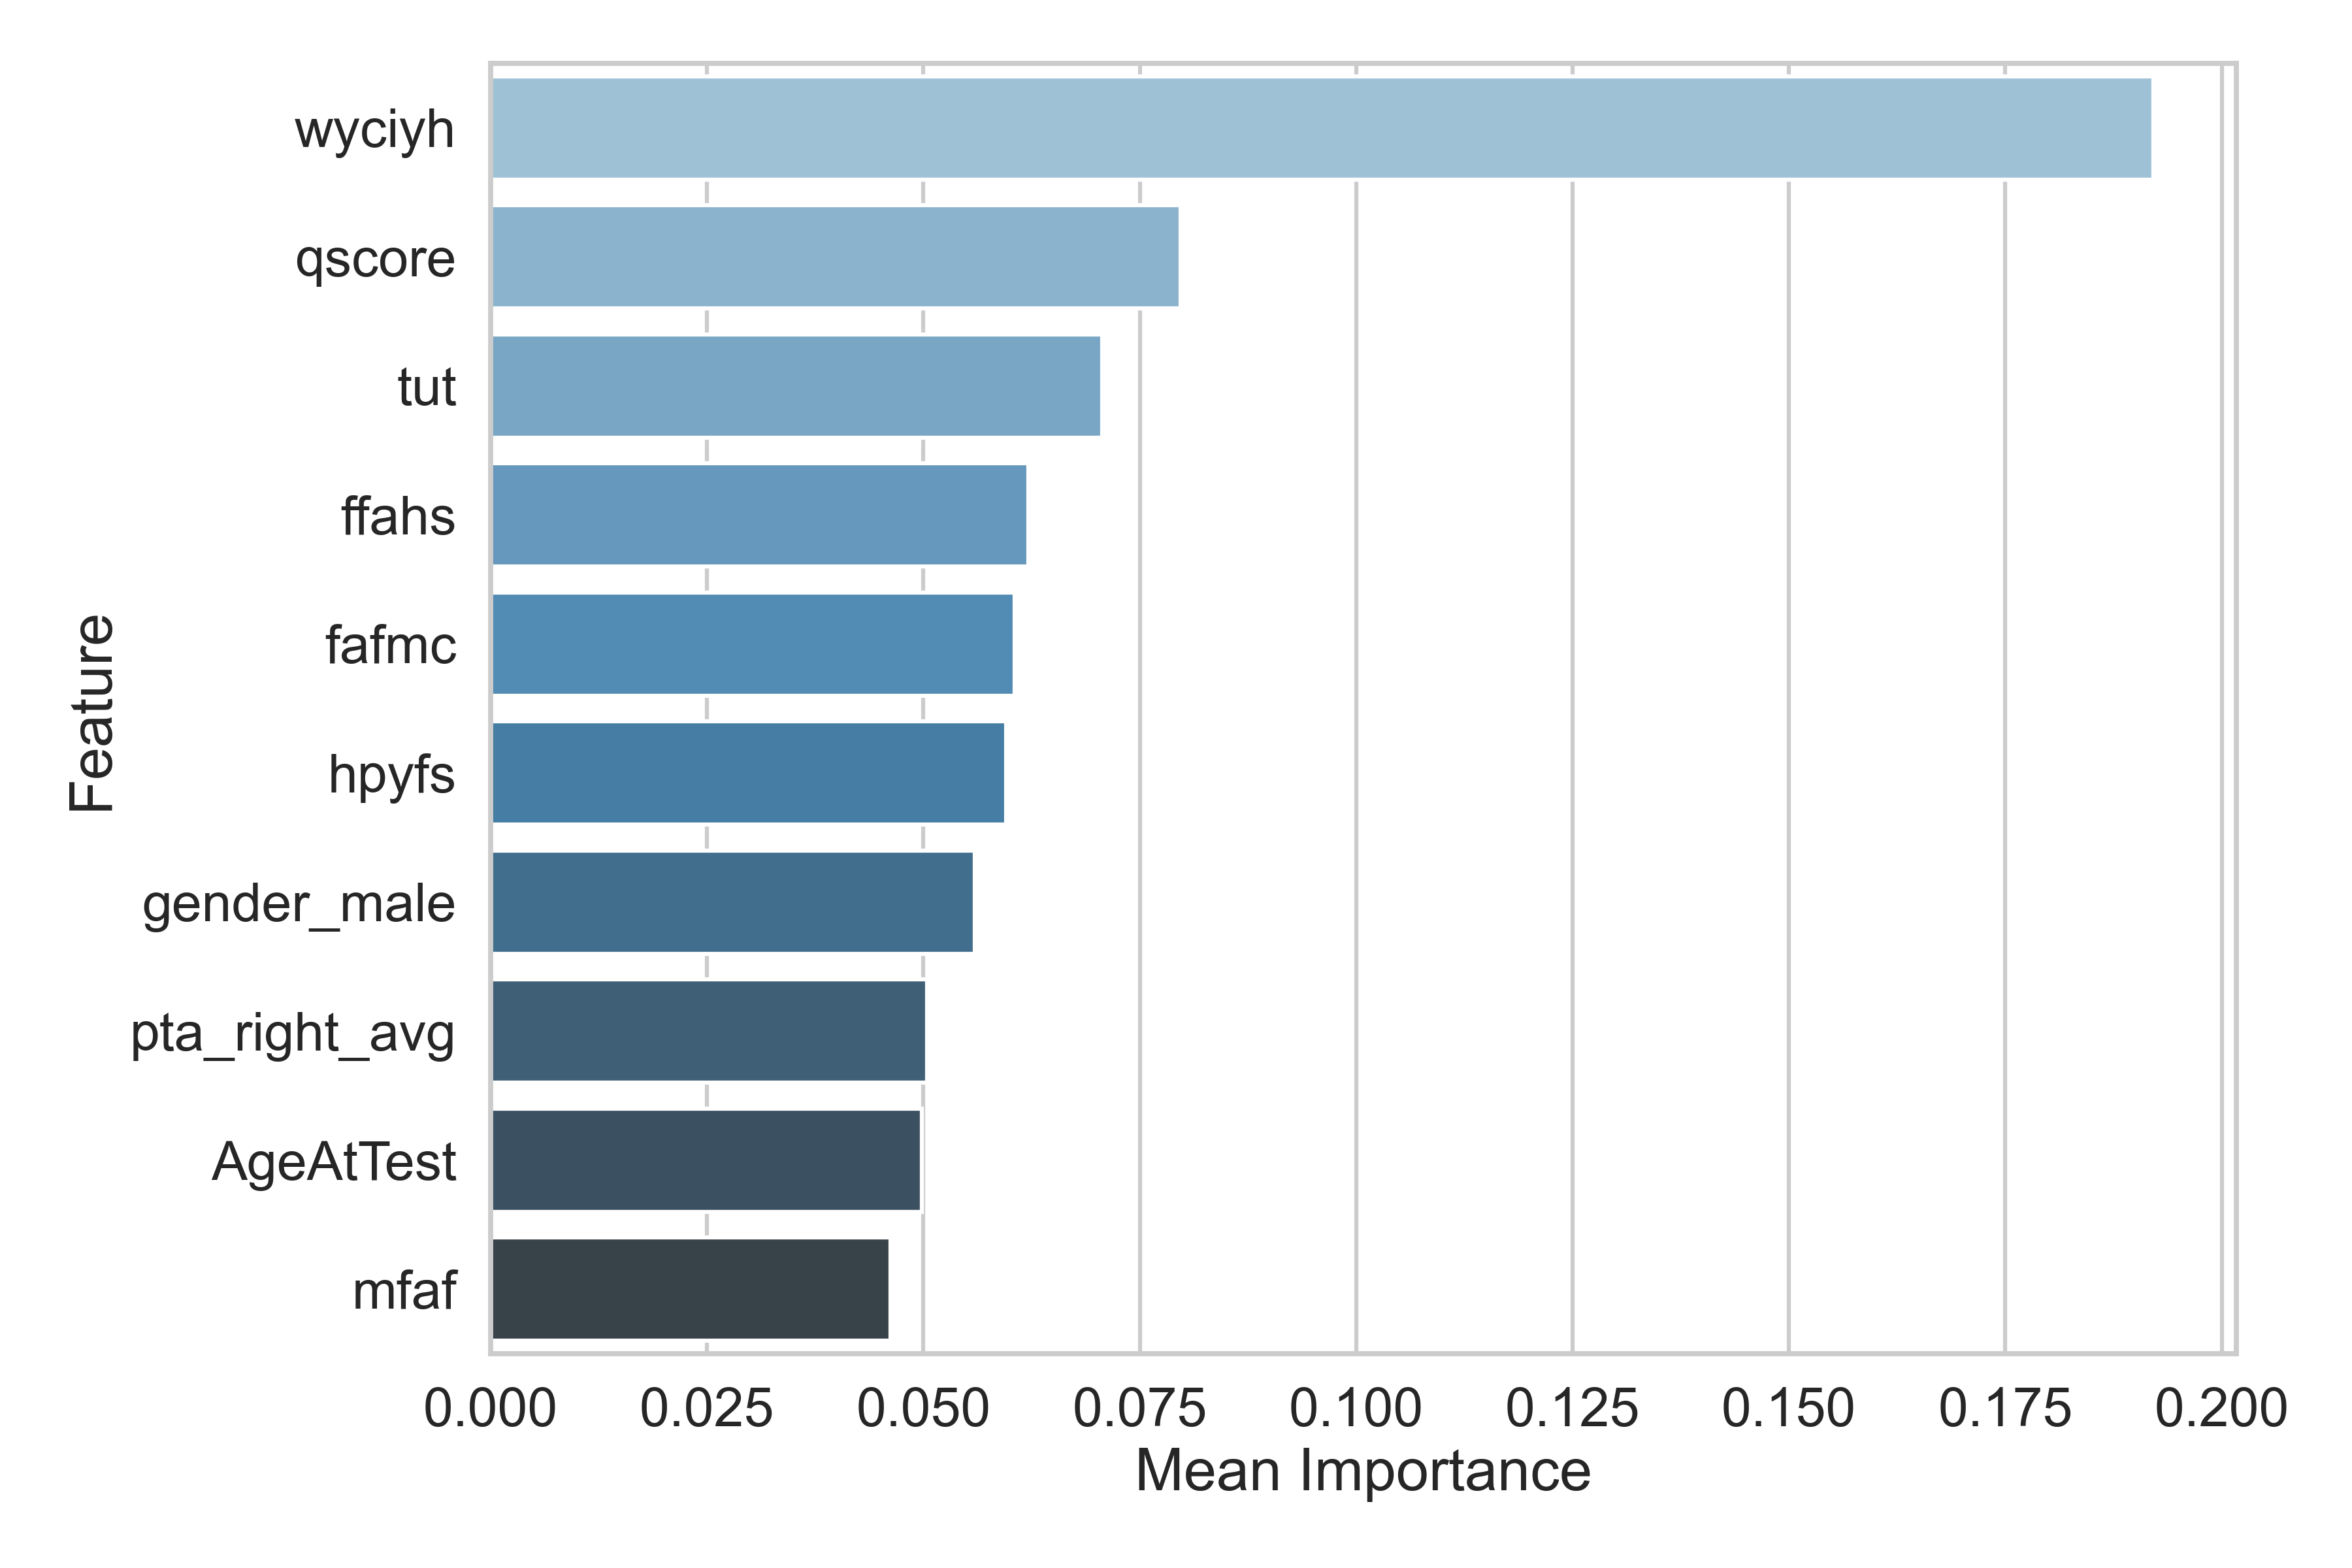 wyciyh
qscore
tut
ffahs
fafmc
hpyfs
gender_male
pta_right_avg
AgeAtTest
mfaf
Feature
0.000 0.025 0.050 0.075 0.100 0.125 0.150 0.175 0.200
Mean Importance